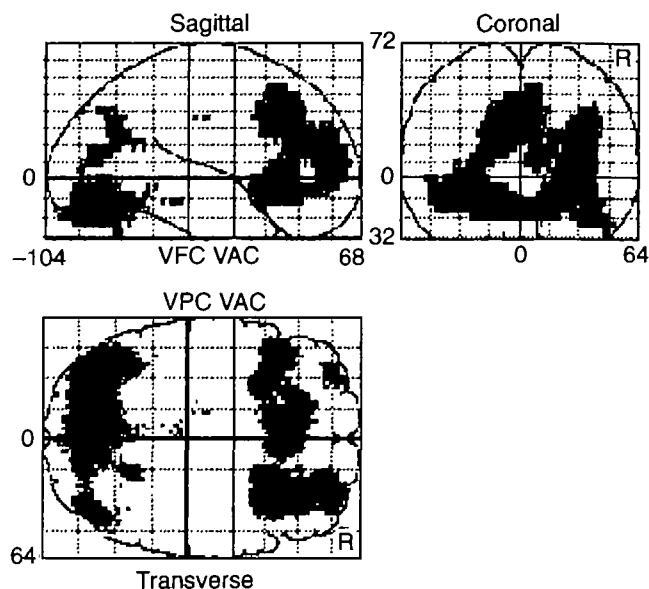 Sagittal
Coronal
72
R
0
0
32
−104
VFC VAC
68
0
64
VPC VAC
0
R
64
Transverse